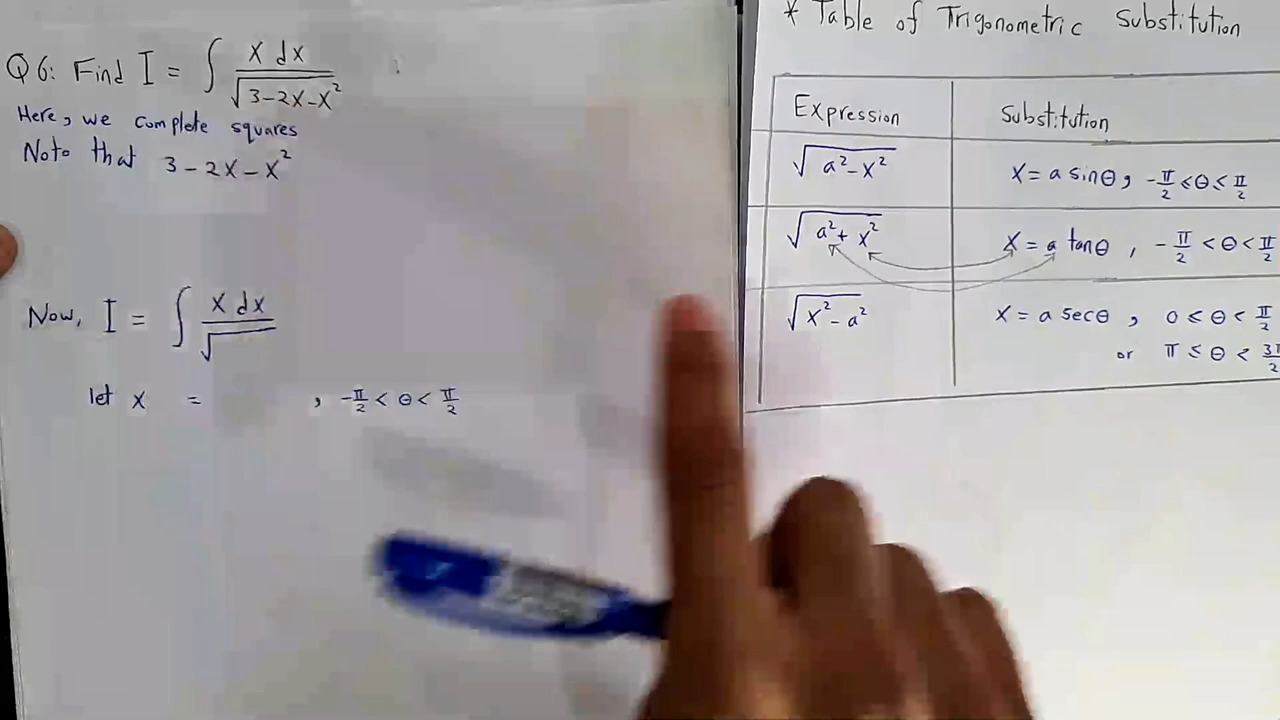 Q6: Find I = ∫ x dx / √(3-2x-x²)
Here, we complete squares
Note that 3-2x-x²
Now, I = ∫ x dx / √
let x = , -π/2 < θ < π/2
* Table of Trigonometric Substitution
Expression Substitution
√(a²-x²) x = a sinθ, -π/2 ≤ θ ≤ π/2
√(a²+x²) x = a tanθ, -π/2 < θ < π/2
√(x²-a²) x = a secθ, 0 ≤ θ < π/2
or π ≤ θ < 3π/2